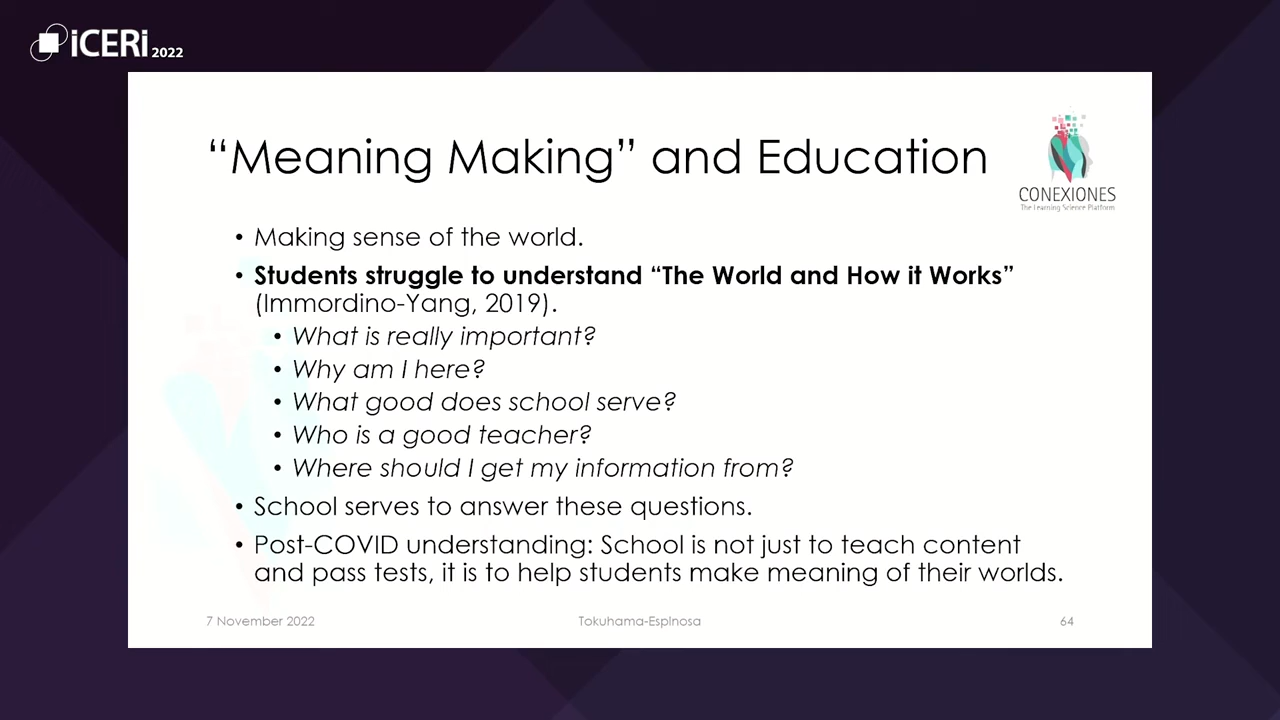 iCERi 2022
“Meaning Making” and Education
CONEXIONES
The Learning Science Platform
• Making sense of the world.
• Students struggle to understand “The World and How it Works”
(Immordino-Yang, 2019).
• What is really important?
• Why am I here?
• What good does school serve?
• Who is a good teacher?
• Where should I get my information from?
• School serves to answer these questions.
• Post-COVID understanding: School is not just to teach content
and pass tests, it is to help students make meaning of their worlds.
7 November 2022
Tokuhama-Espinosa
64